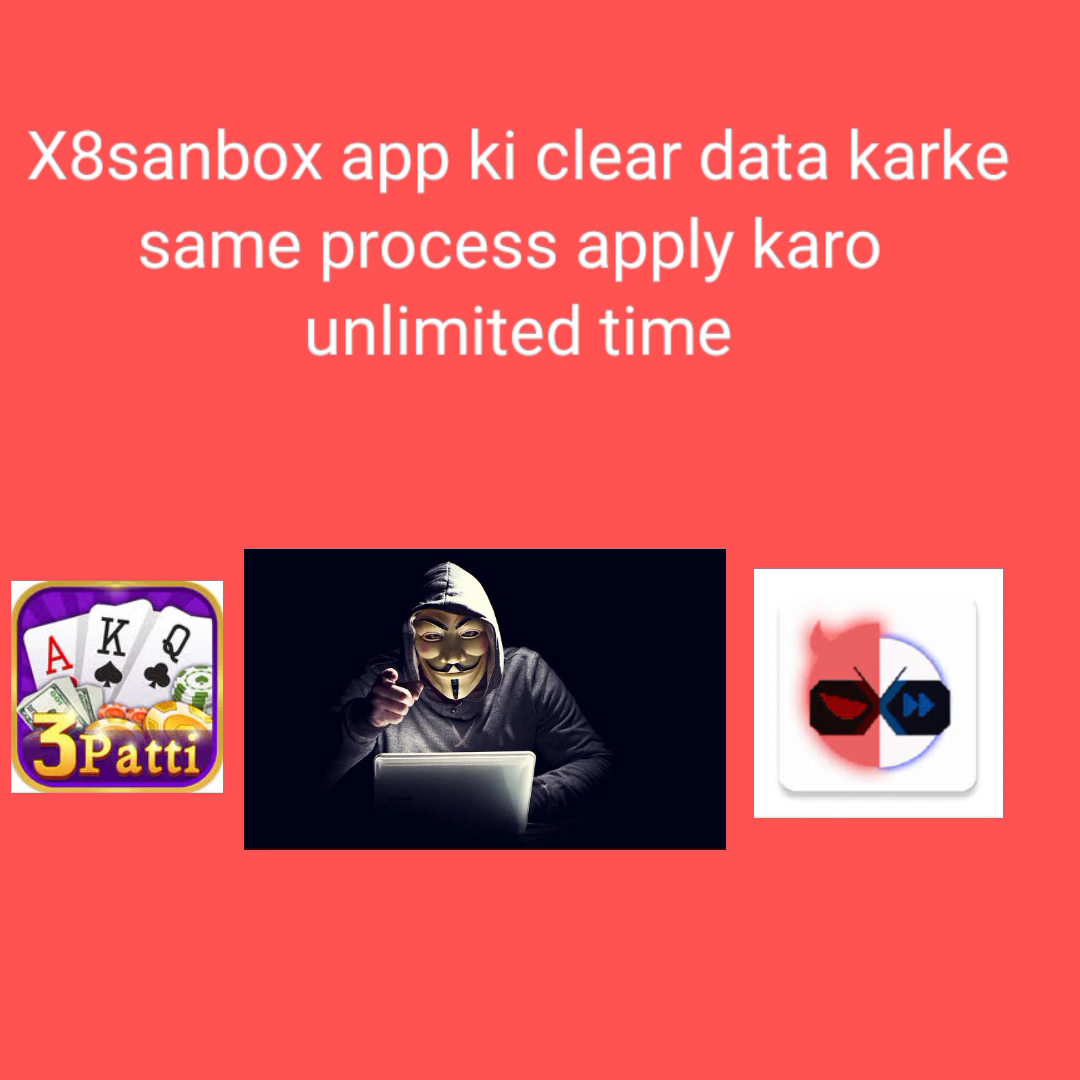 X8sanbox app ki clear data karke
same process apply karo
unlimited time
A K Q
3Patti